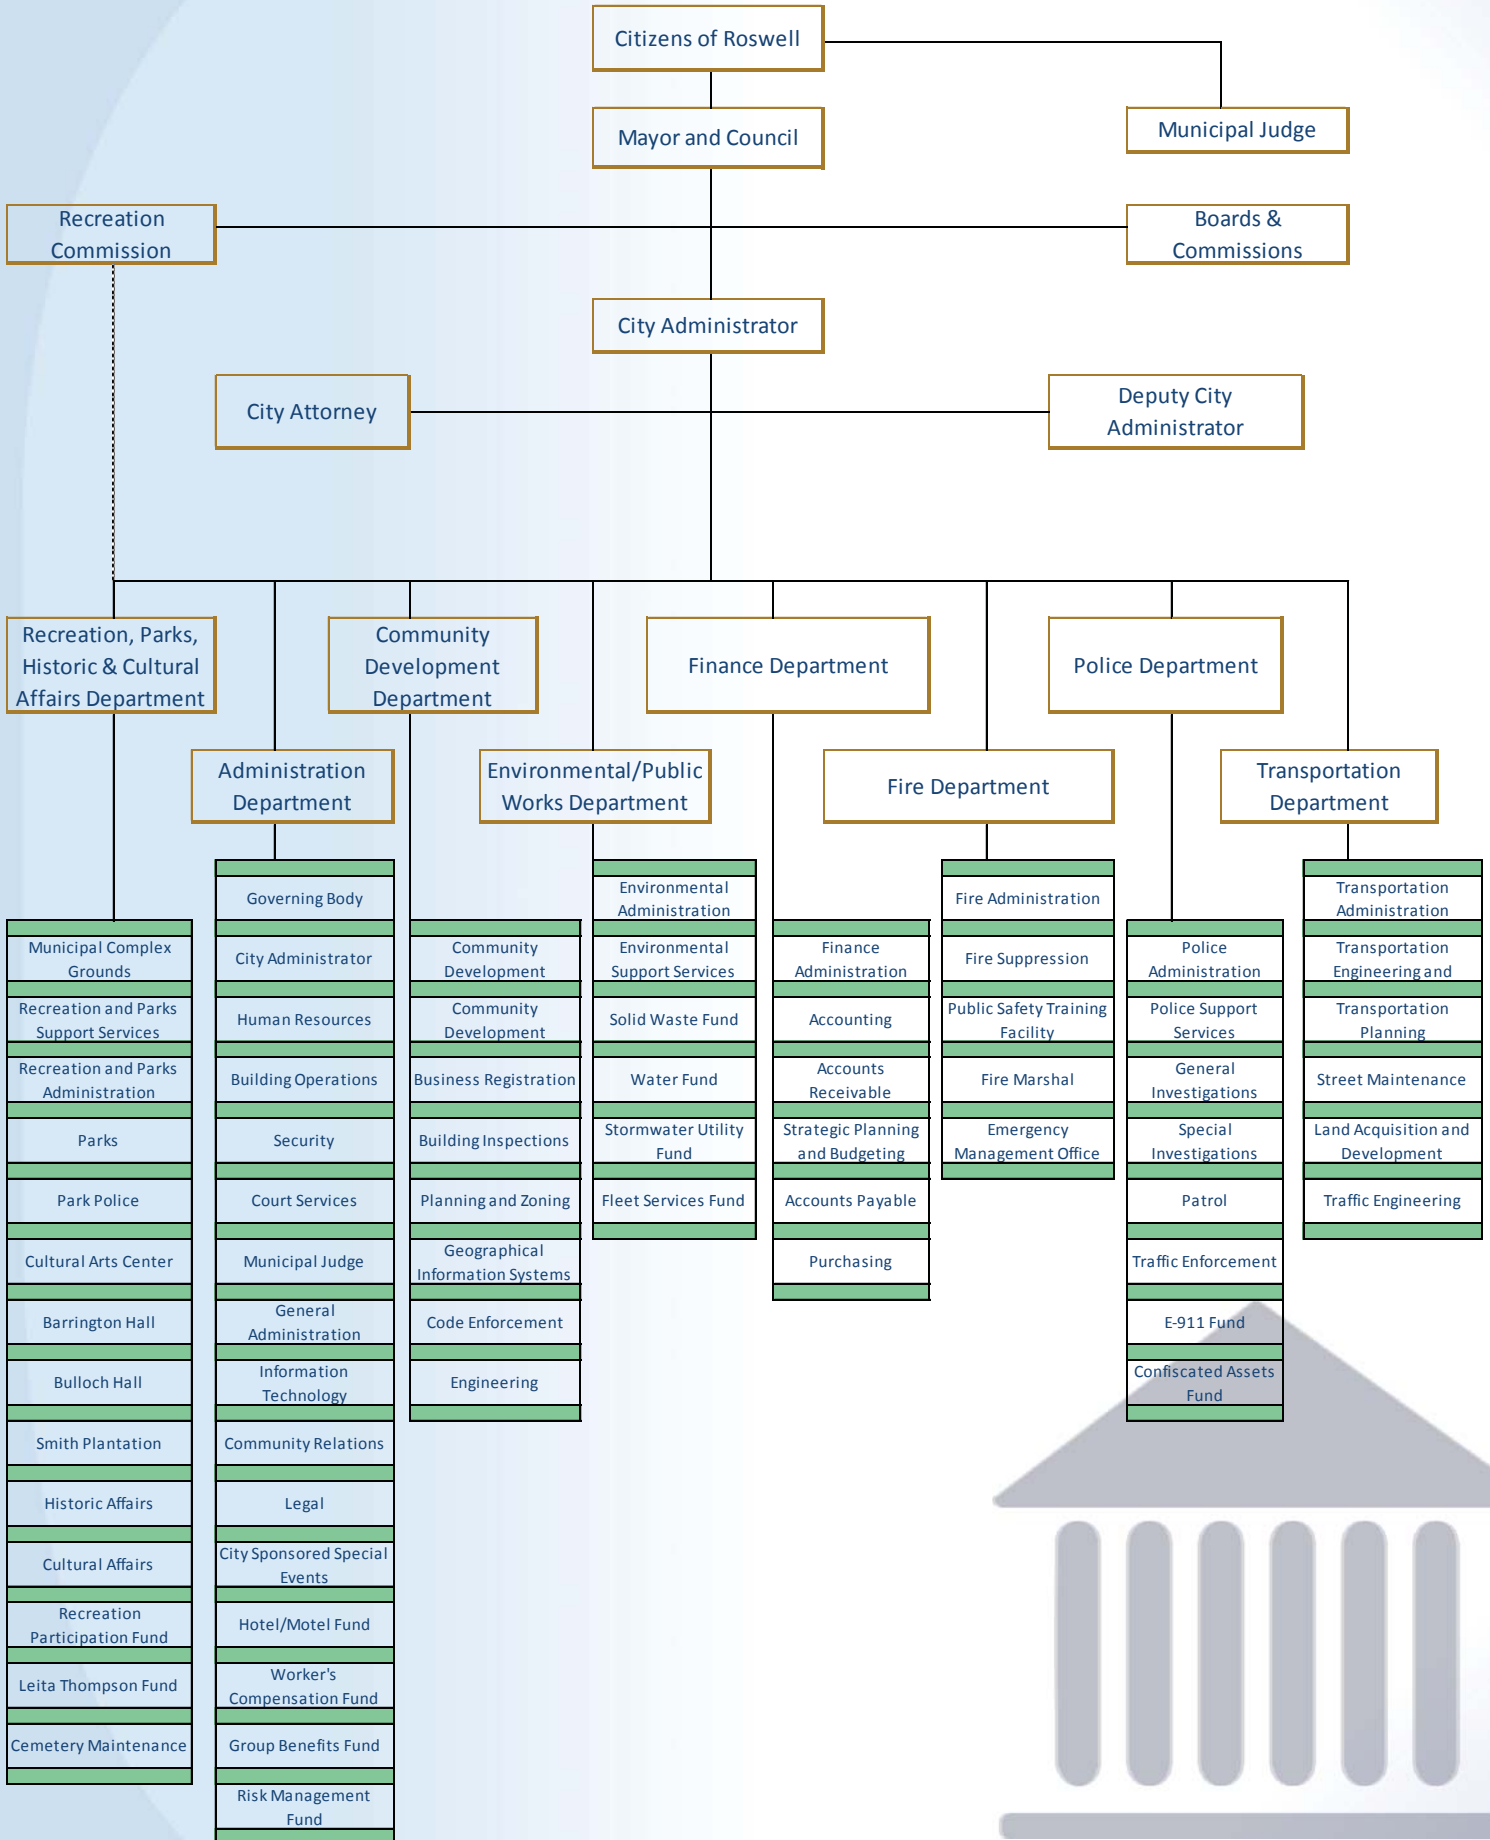 Citizens of Roswell
Mayor and Council
Municipal Judge
Recreation
Commission
Boards &
Commissions
City Administrator
City Attorney
Deputy City
Administrator
Recreation, Parks,
Historic & Cultural
Affairs Department
Community
Development
Department
Finance Department
Police Department
Administration
Department
Environmental/Public
Works Department
Fire Department
Transportation
Department
Municipal Complex
Grounds
Recreation and Parks
Support Services
Recreation and Parks
Administration
Parks
Park Police
Cultural Arts Center
Barrington Hall
Bulloch Hall
Smith Plantation
Historic Affairs
Cultural Affairs
Recreation
Participation Fund
Leita Thompson Fund
Cemetery Maintenance
Governing Body
City Administrator
Human Resources
Building Operations
Security
Court Services
Municipal Judge
General
Administration
Information
Technology
Community Relations
Legal
City Sponsored Special
Events
Hotel/Motel Fund
Worker's
Compensation Fund
Group Benefits Fund
Risk Management
Fund
Community
Development
Community
Development
Business Registration
Building Inspections
Planning and Zoning
Geographical
Information Systems
Code Enforcement
Engineering
Environmental
Administration
Environmental
Support Services
Solid Waste Fund
Water Fund
Stormwater Utility
Fund
Fleet Services Fund
Finance
Administration
Accounting
Accounts
Receivable
Strategic Planning
and Budgeting
Accounts Payable
Purchasing
Fire Administration
Fire Suppression
Public Safety Training
Facility
Fire Marshal
Emergency
Management Office
Police
Administration
Police Support
Services
General
Investigations
Special
Investigations
Patrol
Traffic Enforcement
E-911 Fund
Confiscated Assets
Fund
Transportation
Administration
Transportation
Engineering and
Transportation
Planning
Street Maintenance
Land Acquisition and
Development
Traffic Engineering